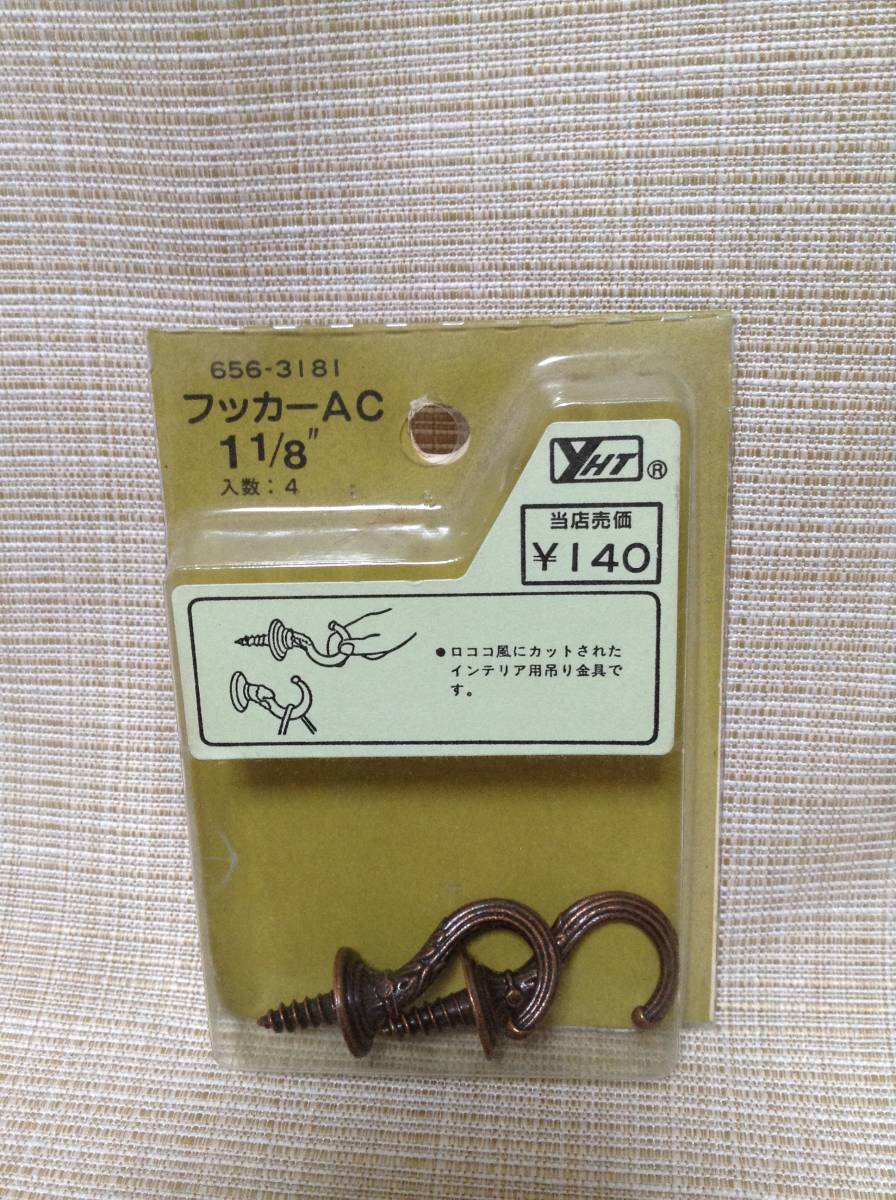 656-3181
フッカーAC
1 1/8"
入数：4
YHT ®
当店売価
¥140
●ロココ風にカットされた
インテリア用吊り金具で
す。